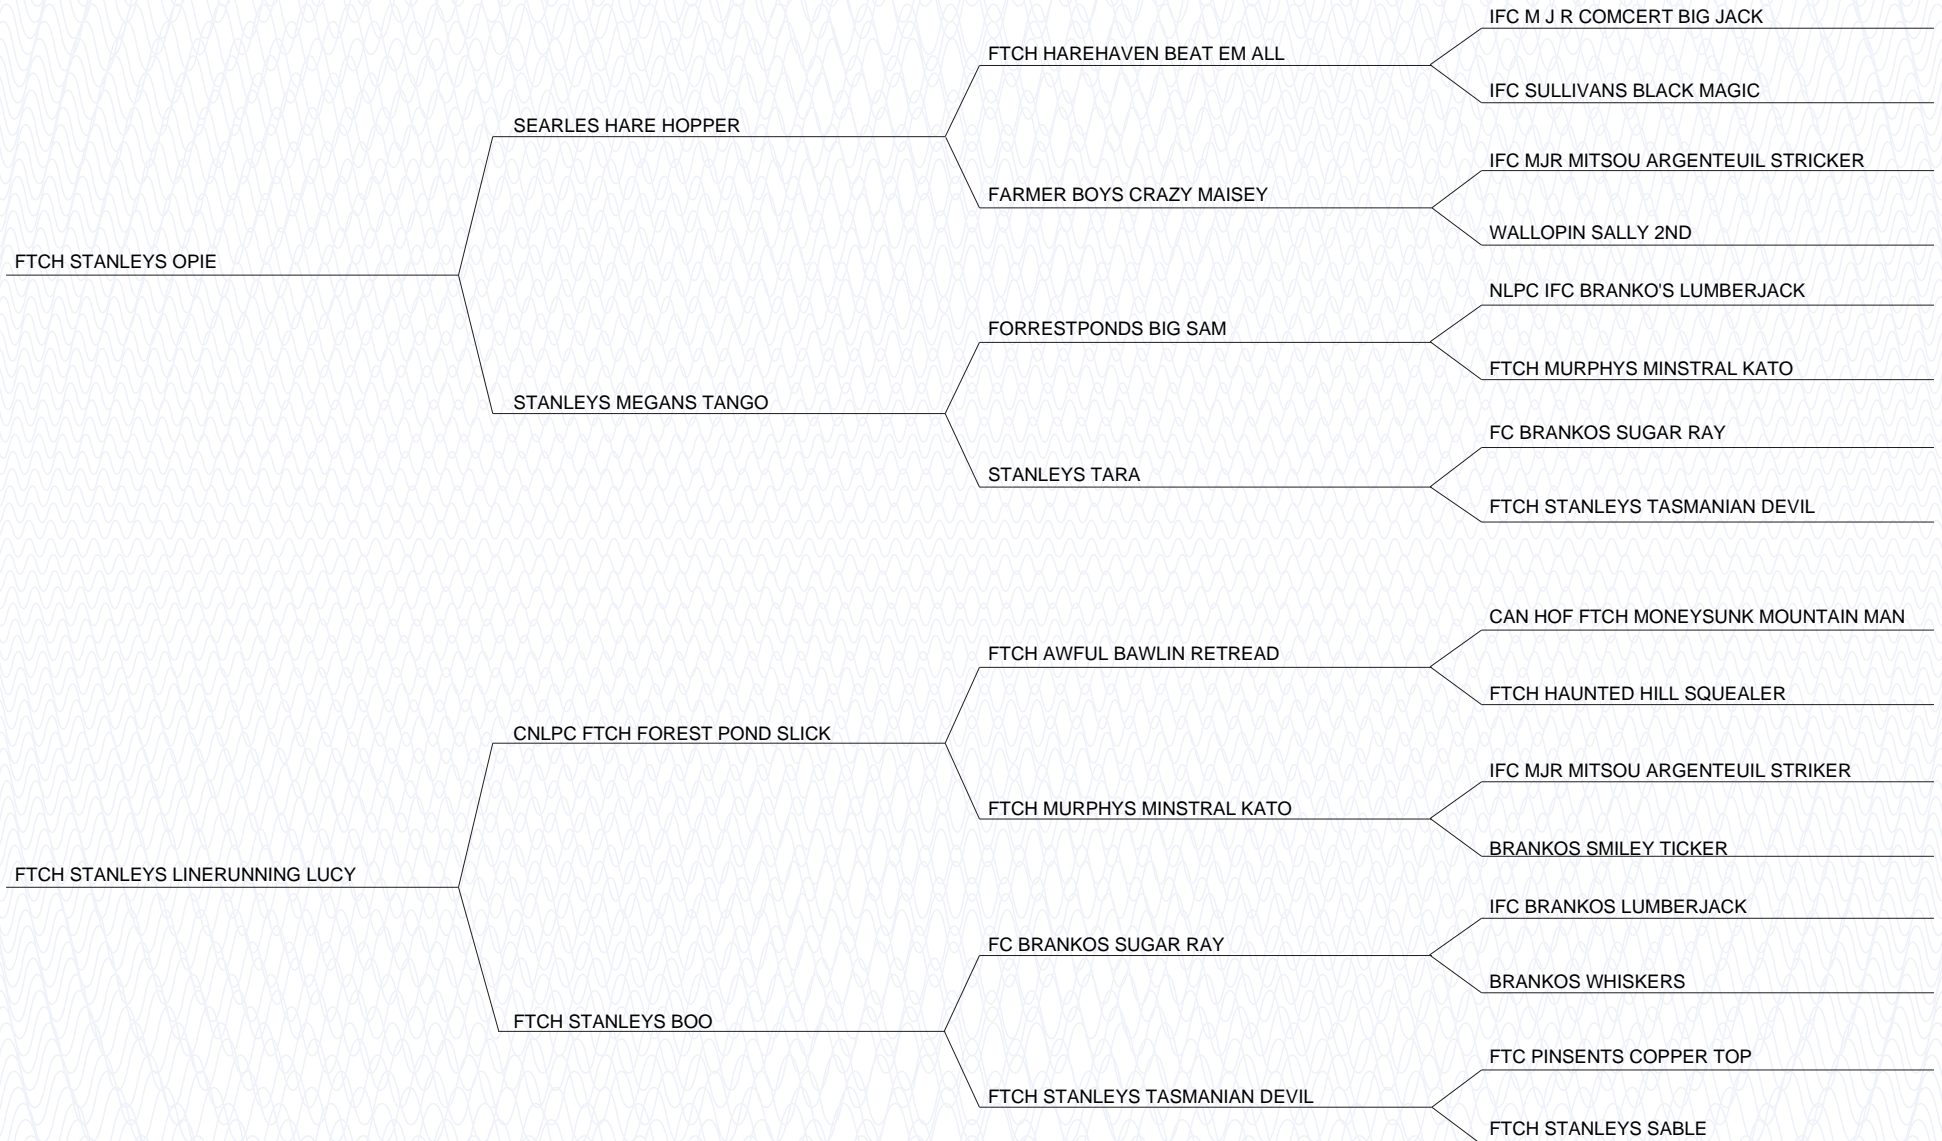 IFC M J R COMCERT BIG JACK
FTCH HAREHAVEN BEAT EM ALL
IFC SULLIVANS BLACK MAGIC
SEARLES HARE HOPPER
IFC MJR MITSOU ARGENTEUIL STRICKER
FARMER BOYS CRAZY MAISEY
WALLOPIN SALLY 2ND
FTCH STANLEYS OPIE
NLPC IFC BRANKO'S LUMBERJACK
FORRESTPONDS BIG SAM
FTCH MURPHYS MINSTRAL KATO
STANLEYS MEGANS TANGO
FC BRANKOS SUGAR RAY
STANLEYS TARA
FTCH STANLEYS TASMANIAN DEVIL
CAN HOF FTCH MONEYSUNK MOUNTAIN MAN
FTCH AWFUL BAWLIN RETREAD
FTCH HAUNTED HILL SQUEALER
CNLPC FTCH FOREST POND SLICK
IFC MJR MITSOU ARGENTEUIL STRIKER
FTCH MURPHYS MINSTRAL KATO
BRANKOS SMILEY TICKER
FTCH STANLEYS LINERUNNING LUCY
IFC BRANKOS LUMBERJACK
FC BRANKOS SUGAR RAY
BRANKOS WHISKERS
FTCH STANLEYS BOO
FTC PINSENTS COPPER TOP
FTCH STANLEYS TASMANIAN DEVIL
FTCH STANLEYS SABLE